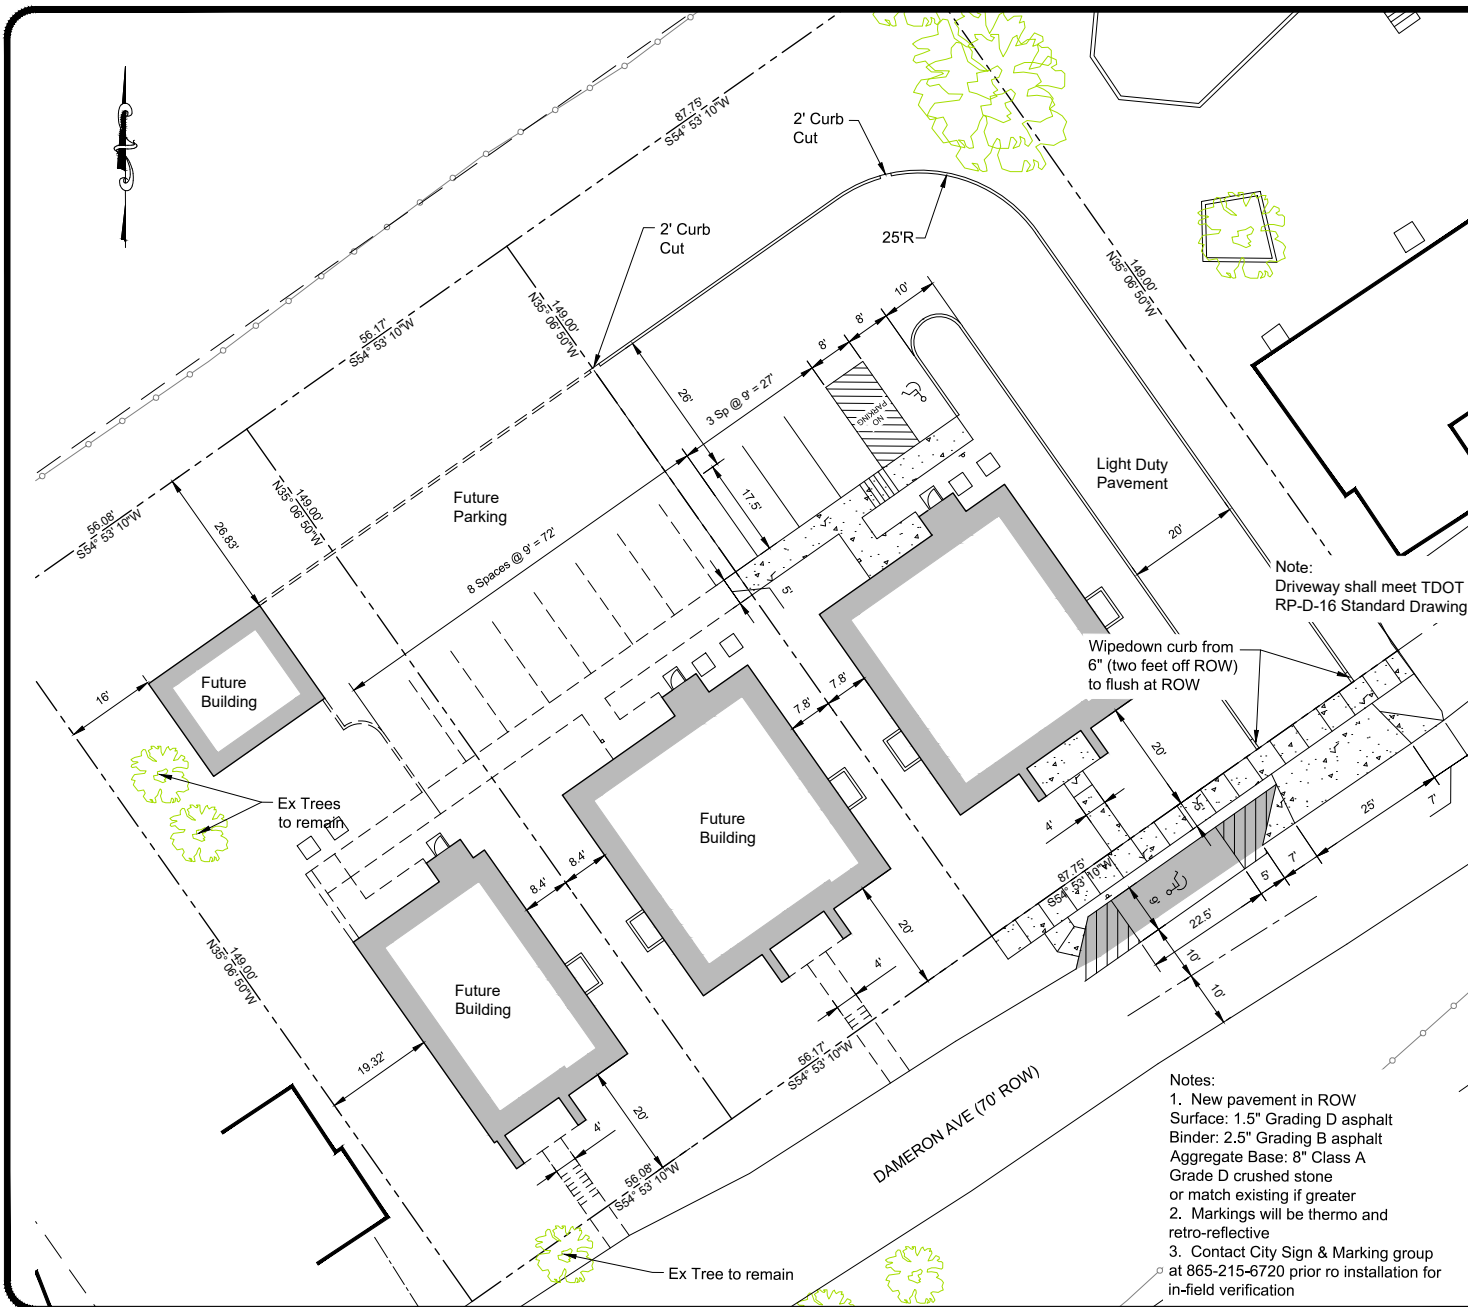 87.75'
S54° 53' 10"W
2' Curb
Cut
2' Curb
Cut
25'R
149.00'
N35° 06' 50"W
56.17'
S54° 53' 10"W
149.00'
N35° 06' 50"W
10'
8'
8'
3 Sp @ 9' = 27'
26'
NO
PARKING
Light Duty
Pavement
Future
Parking
149.00'
N35° 06' 50"W
56.08'
S54° 53' 10"W
26.83'
17.5'
8 Spaces @ 9' = 72'
20'
Note:
Driveway shall meet TDOT
RP-D-16 Standard Drawing
5'
Wipedown curb from
6" (two feet off ROW)
to flush at ROW
Future
Building
16'
7.8'
7.8'
20'
Ex Trees
to remain
Future
Building
4'
5'
25'
7'
8.4'
8.4'
87.75'
S54° 53' 10"W
7'
5'
9'
22.5'
20'
149.00'
N35° 06' 50"W
10'
10'
4'
Future
Building
19.32'
56.17'
S54° 53' 10"W
20'
4'
DAMERON AVE (70' ROW)
56.08'
S54° 53' 10"W
Ex Tree to remain
Notes:
1. New pavement in ROW
Surface: 1.5" Grading D asphalt
Binder: 2.5" Grading B asphalt
Aggregate Base: 8" Class A
Grade D crushed stone
or match existing if greater
2. Markings will be thermo and
retro-reflective
3. Contact City Sign & Marking group
at 865-215-6720 prior ro installation for
in-field verification